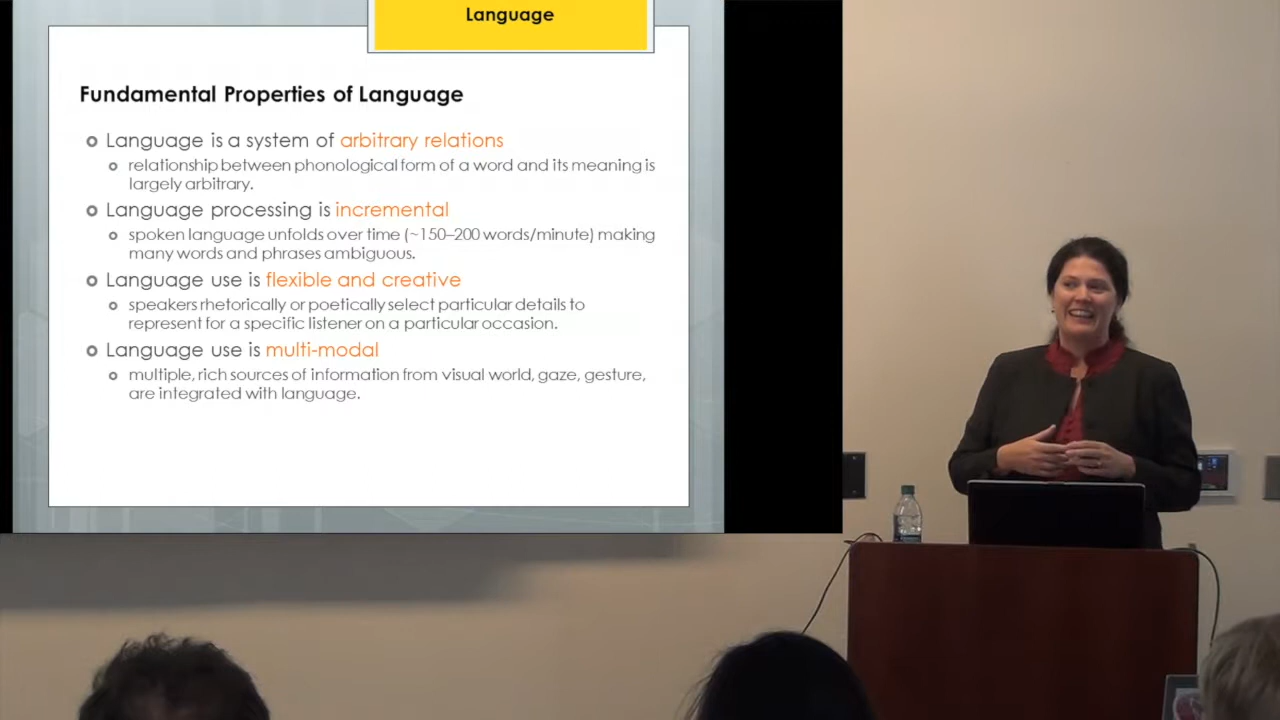 Language
Fundamental Properties of Language
Language is a system of arbitrary relations
relationship between phonological form of a word and its meaning is
largely arbitrary.
Language processing is incremental
spoken language unfolds over time (~150–200 words/minute) making
many words and phrases ambiguous.
Language use is flexible and creative
speakers rhetorically or poetically select particular details to
represent for a specific listener on a particular occasion.
Language use is multi-modal
multiple, rich sources of information from visual world, gaze, gesture,
are integrated with language.